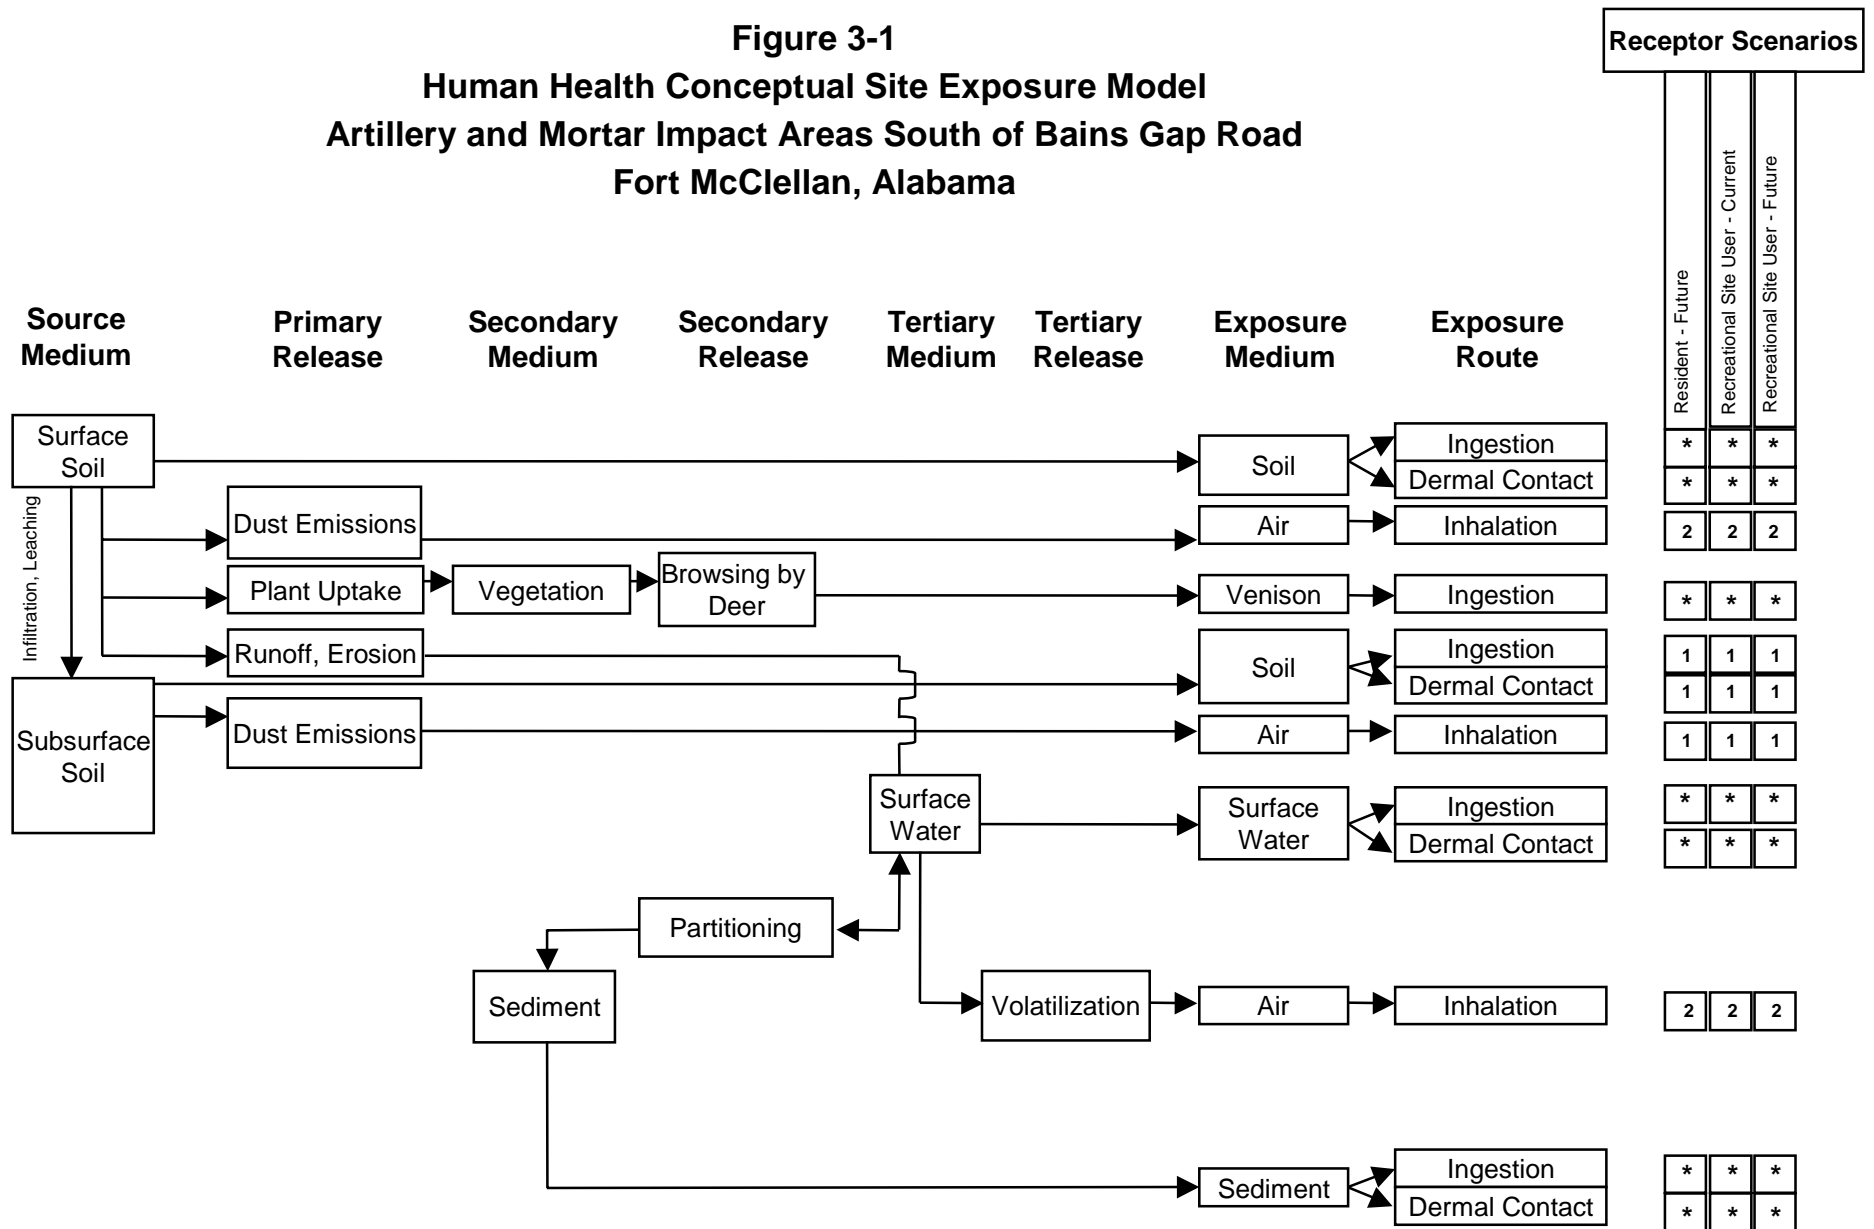 Figure 3-1
Human Health Conceptual Site Exposure Model
Artillery and Mortar Impact Areas South of Bains Gap Road
Fort McClellan, Alabama
Receptor Scenarios
Resident - Future
Recreational Site User - Current
Recreational Site User - Future
Source
Medium
Primary
Release
Secondary
Medium
Secondary
Release
Tertiary
Medium
Tertiary
Release
Exposure
Medium
Exposure
Route
Surface
Soil
Soil
Ingestion
* * *
Dermal Contact
* * *
Infiltration, Leaching
Dust Emissions
Air
Inhalation
2 2 2
Plant Uptake
Vegetation
Browsing by
Deer
Venison
Ingestion
* * *
Runoff, Erosion
Soil
Ingestion
1 1 1
Dermal Contact
1 1 1
Subsurface
Soil
Dust Emissions
Air
Inhalation
1 1 1
Surface
Water
Surface
Water
Ingestion
* * *
Dermal Contact
* * *
Partitioning
Sediment
Volatilization
Air
Inhalation
2 2 2
Sediment
Ingestion
* * *
Dermal Contact
* * *